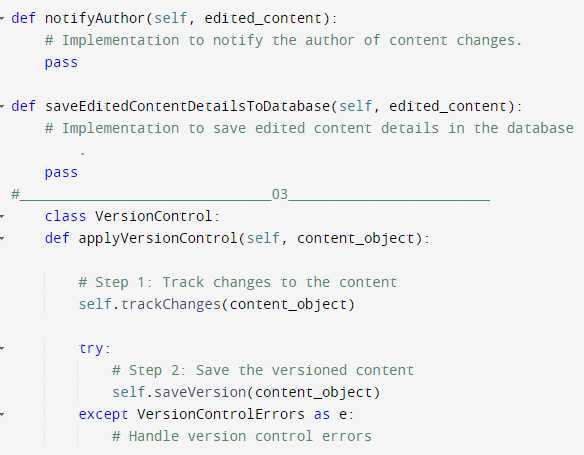 def notifyAuthor(self, edited_content):
    # Implementation to notify the author of content changes.
    pass

def saveEditedContentDetailsToDatabase(self, edited_content):
    # Implementation to save edited content details in the database
        .
    pass
#______________________________03________________________
    class VersionControl:
    def applyVersionControl(self, content_object):

        # Step 1: Track changes to the content
        self.trackChanges(content_object)

        try:
            # Step 2: Save the versioned content
            self.saveVersion(content_object)
        except VersionControlErrors as e:
            # Handle version control errors